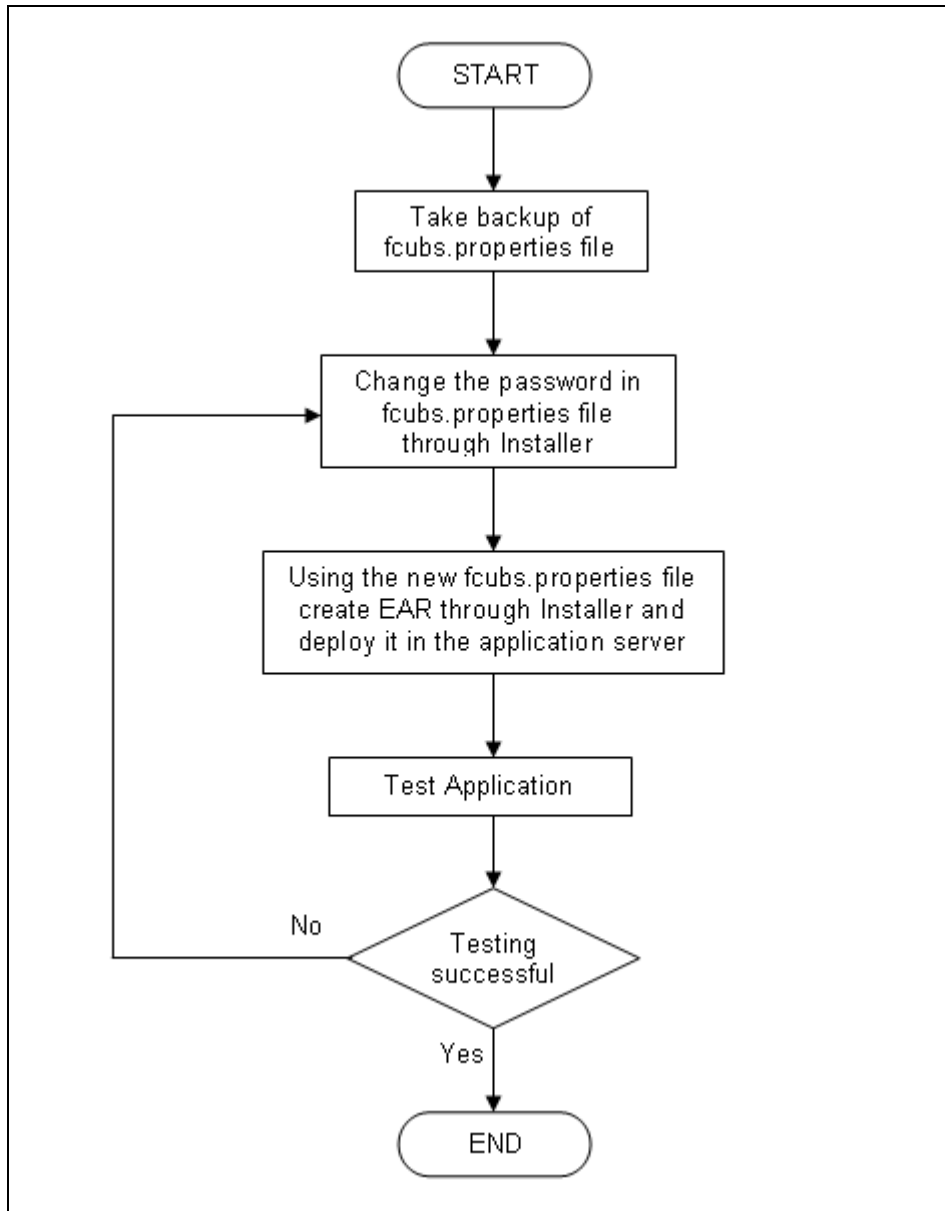 START
Take backup of
fcubs.properties file
Change the password in
fcubs.properties file
through Installer
Using the new fcubs.properties file
create EAR through Installer and
deploy it in the application server
Test Application
No
Testing
successful
Yes
END